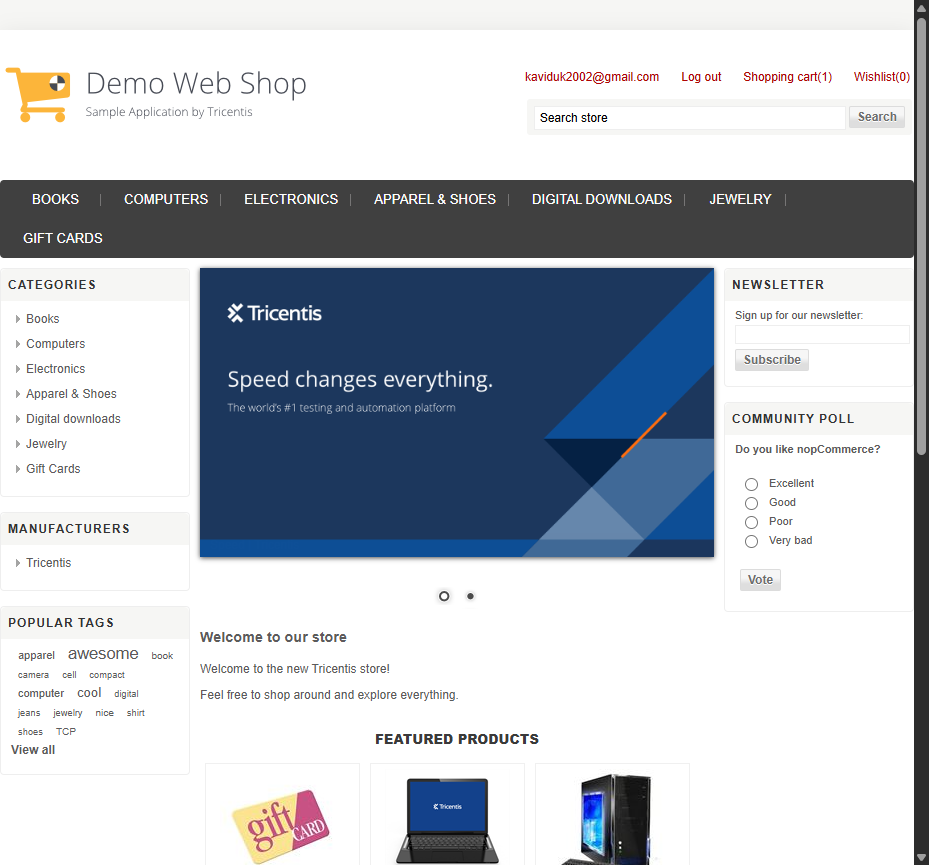 Demo Web Shop
Sample Application by Tricentis
kaviduk2002@gmail.com Log out Shopping cart(1) Wishlist(0)
Search store Search
BOOKS | COMPUTERS | ELECTRONICS | APPAREL & SHOES | DIGITAL DOWNLOADS | JEWELRY |
GIFT CARDS
CATEGORIES
Books
Computers
Electronics
Apparel & Shoes
Digital downloads
Jewelry
Gift Cards
MANUFACTURERS
Tricentis
POPULAR TAGS
apparel awesome book
camera cell compact
computer cool digital
jeans jewelry nice shirt
shoes TCP
View all
Tricentis
Speed changes everything.
The world's #1 testing and automation platform
Welcome to our store
Welcome to the new Tricentis store!
Feel free to shop around and explore everything.
FEATURED PRODUCTS
gift CARD
Tricentis
NEWSLETTER
Sign up for our newsletter:
Subscribe
COMMUNITY POLL
Do you like nopCommerce?
Excellent
Good
Poor
Very bad
Vote